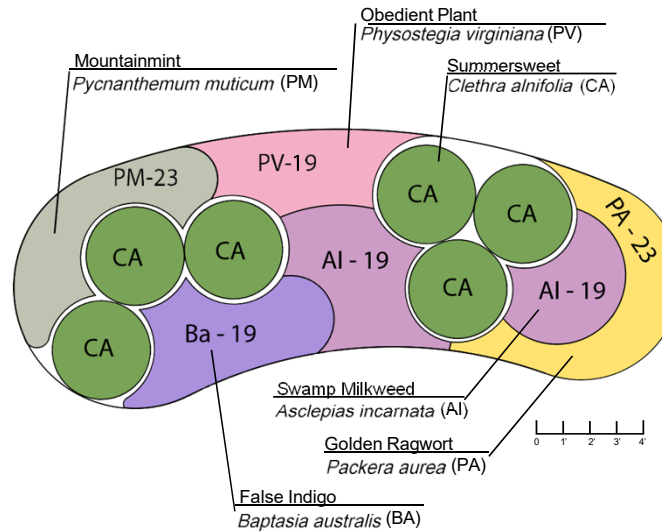 Obedient Plant
Physostegia virginiana (PV)
Mountainmint
Pycnanthemum muticum (PM)
Summersweet
Clethra alnifolia (CA)
PM-23
PV-19
CA
CA
PA - 23
CA
CA
AI - 19
CA
AI - 19
Ba - 19
CA
Swamp Milkweed
Asclepias incarnata (AI)
Golden Ragwort
Packera aurea (PA)
0 1' 2' 3' 4'
False Indigo
Baptasia australis (BA)